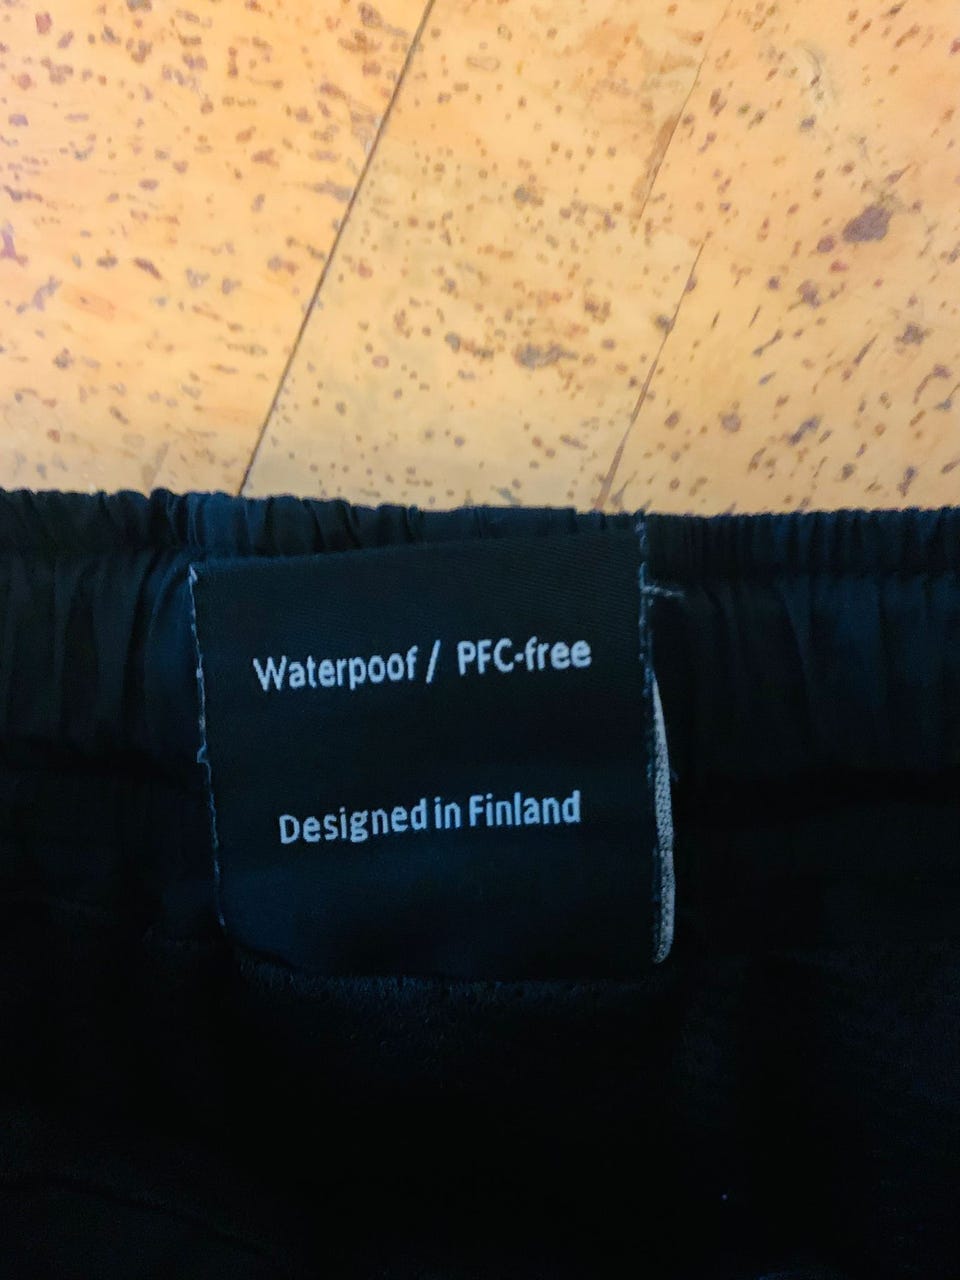 Waterpoof / PFC-free
Designed in Finland